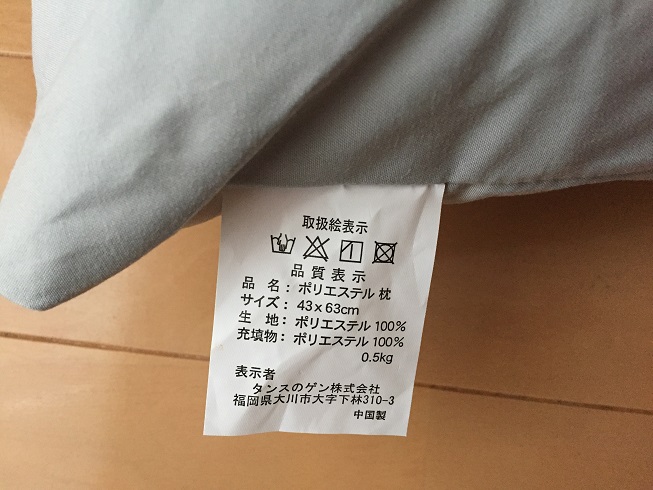 取扱絵表示
品質表示
品 名：ポリエステル 枕
サイズ：43 x 63cm
生 地：ポリエステル 100%
充填物：ポリエステル 100%
0.5kg
表示者
タンスのゲン株式会社
福岡県大川市大字下林310-3
中国製